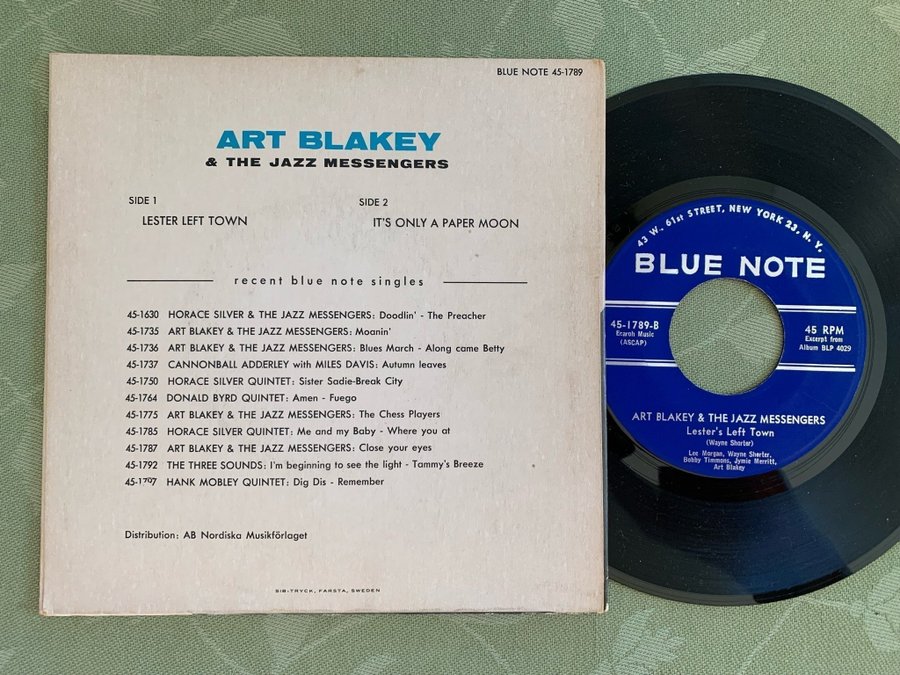 BLUE NOTE 45-1789
ART BLAKEY
& THE JAZZ MESSENGERS
SIDE 1
LESTER LEFT TOWN
SIDE 2
IT'S ONLY A PAPER MOON
recent blue note singles
45-1630 HORACE SILVER & THE JAZZ MESSENGERS: Doodlin' - The Preacher
45-1735 ART BLAKEY & THE JAZZ MESSENGERS: Moanin'
45-1736 ART BLAKEY & THE JAZZ MESSENGERS: Blues March - Along came Betty
45-1737 CANNONBALL ADDERLEY with MILES DAVIS: Autumn leaves
45-1750 HORACE SILVER QUINTET: Sister Sadie-Break City
45-1764 DONALD BYRD QUINTET: Amen - Fuego
45-1775 ART BLAKEY & THE JAZZ MESSENGERS: The Chess Players
45-1785 HORACE SILVER QUINTET: Me and my Baby - Where you at
45-1787 ART BLAKEY & THE JAZZ MESSENGERS: Close your eyes
45-1792 THE THREE SOUNDS: I'm beginning to see the light - Tammy's Breeze
45-1797 HANK MOBLEY QUINTET: Dig Dis - Remember
Distribution: AB Nordiska Musikförlaget
SIB-TRYCK, FARSTA, SWEDEN
43 W. 61st STREET, NEW YORK 23, N. Y.
BLUE NOTE
45-1789-B
Exaroh Music
(ASCAP)
45 RPM
Excerpt from
Album BLP 4029
ART BLAKEY & THE JAZZ MESSENGERS
Lester's Left Town
(Wayne Shorter)
Lee Morgan, Wayne Shorter,
Bobby Timmons, Jymie Merritt,
Art Blakey